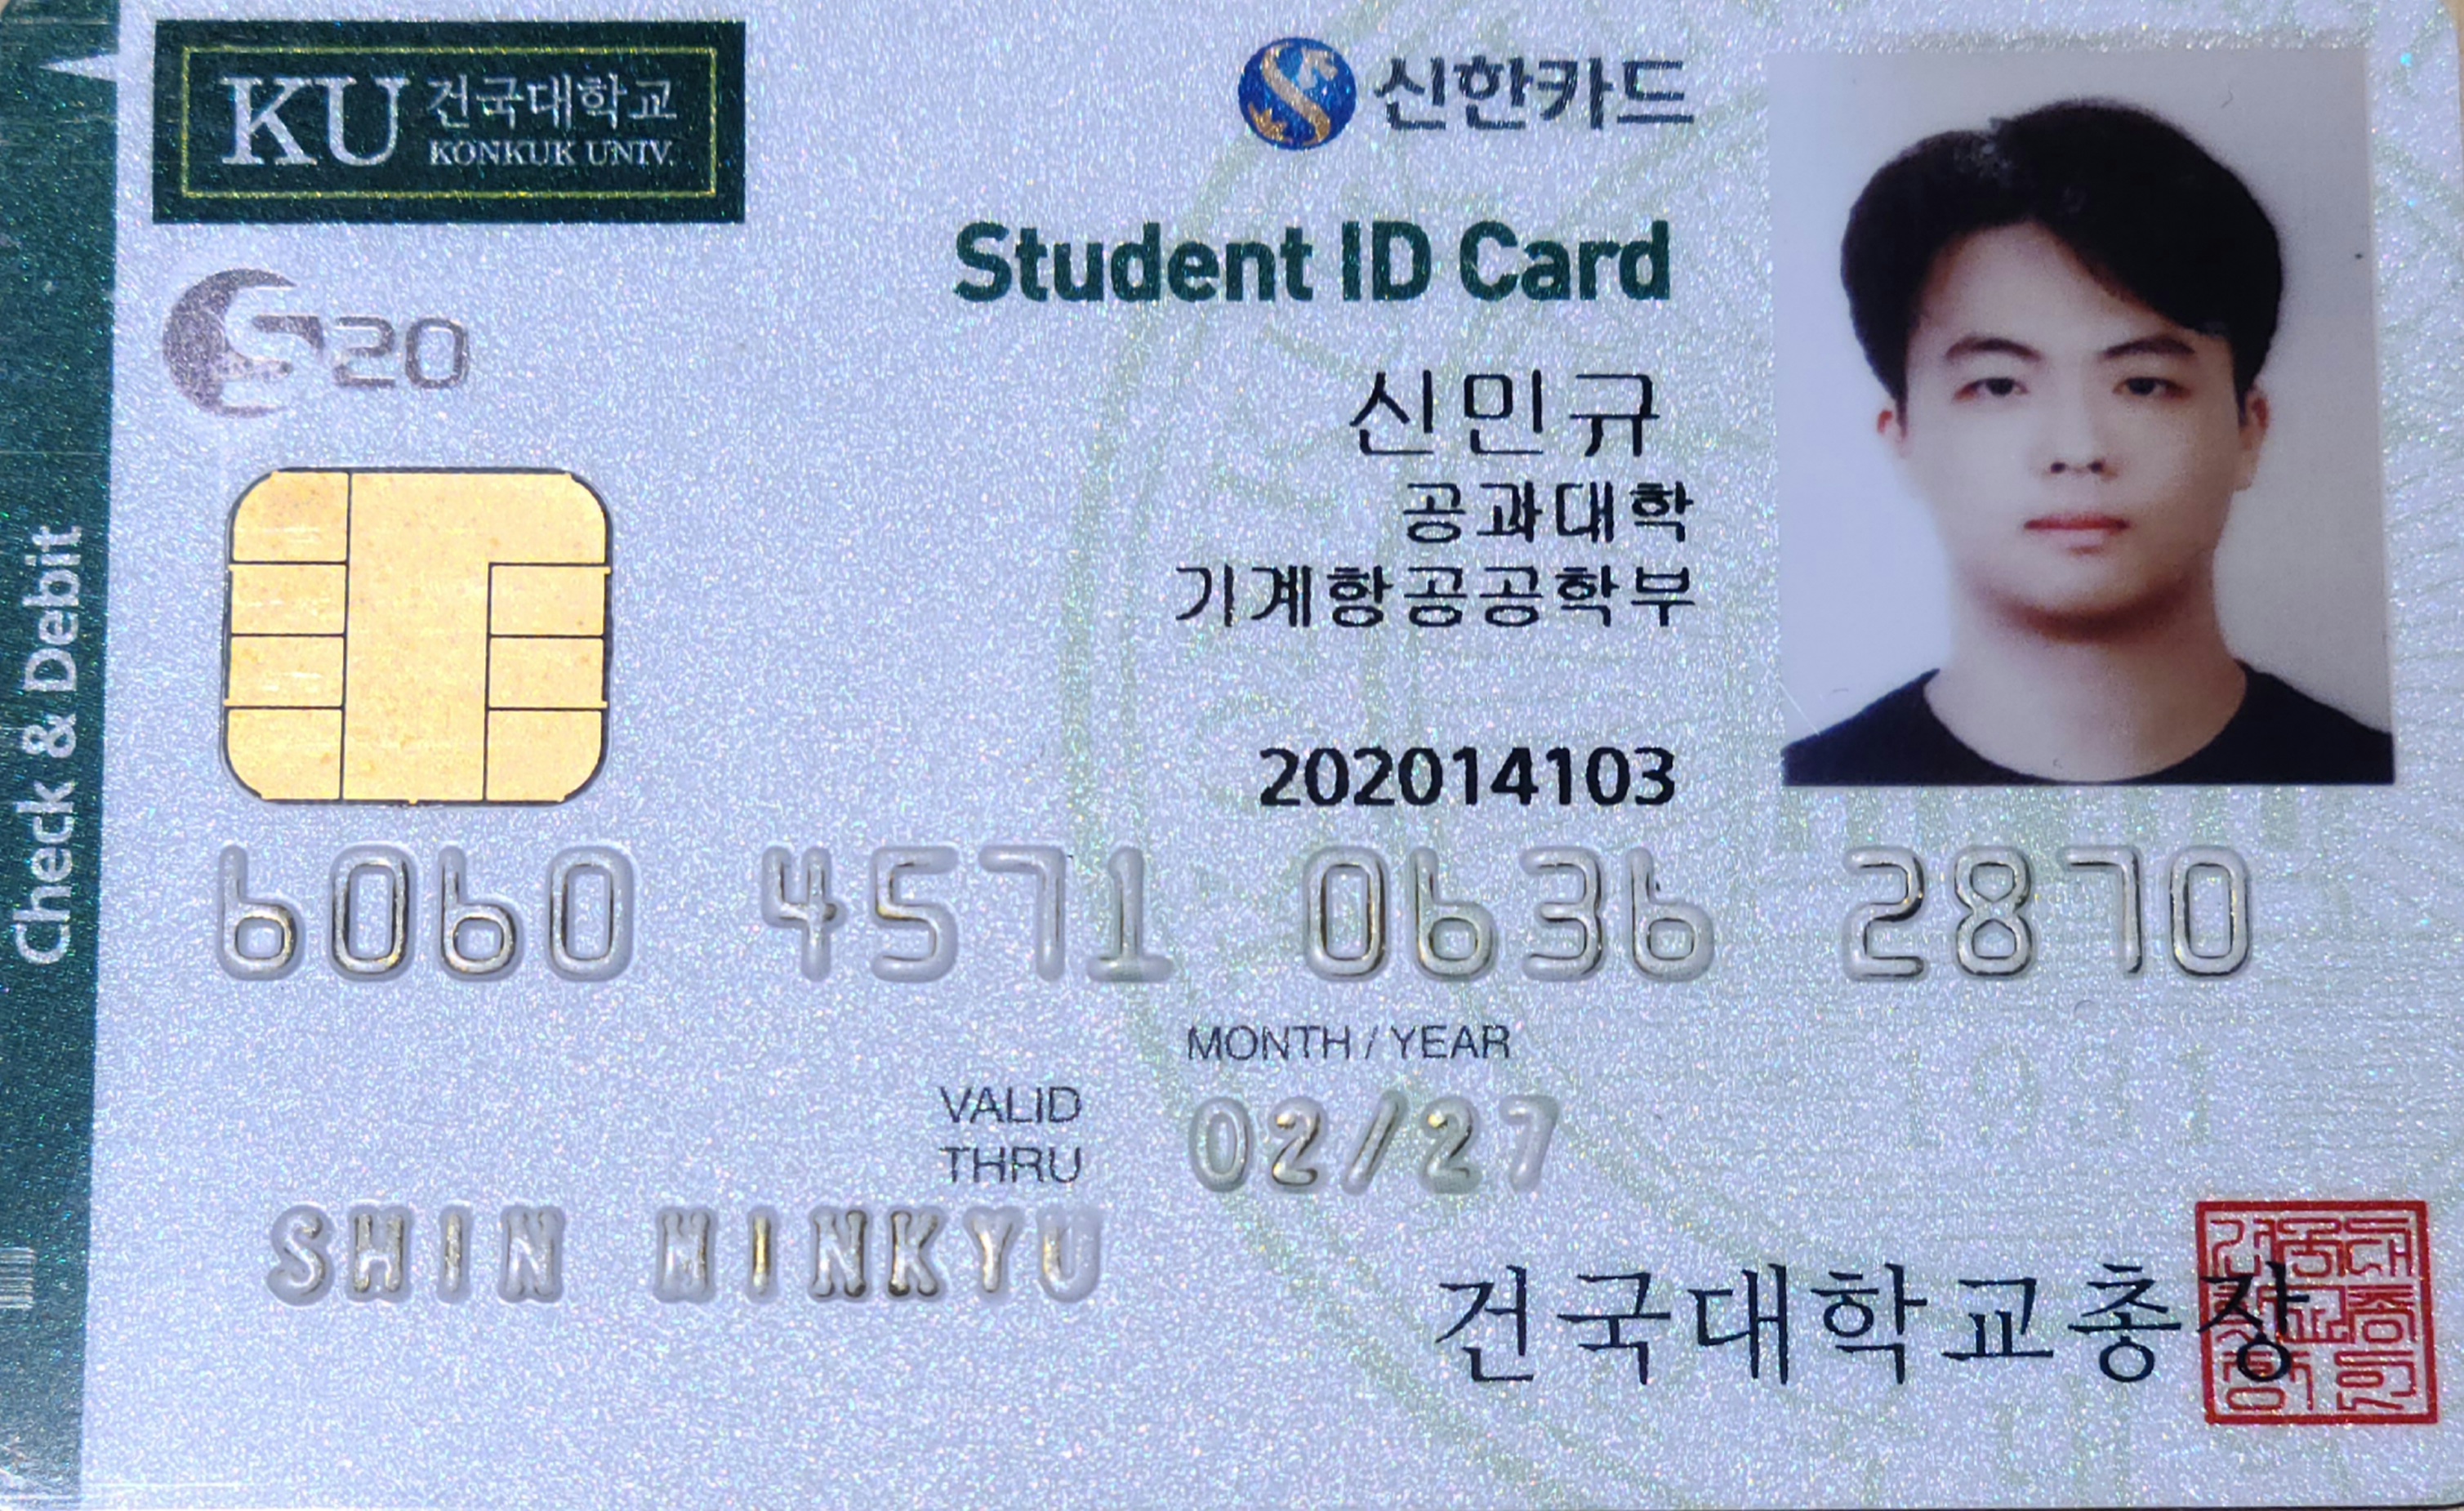 KU 건국대학교
KONKUK UNIV.
신한카드
Student ID Card
S20
신민규
공과대학
기계항공공학부
202014103
Check & Debit
6060 4571 0636 2870
MONTH / YEAR
VALID
THRU
02/27
SHIN MINKYU
건국대학교총장